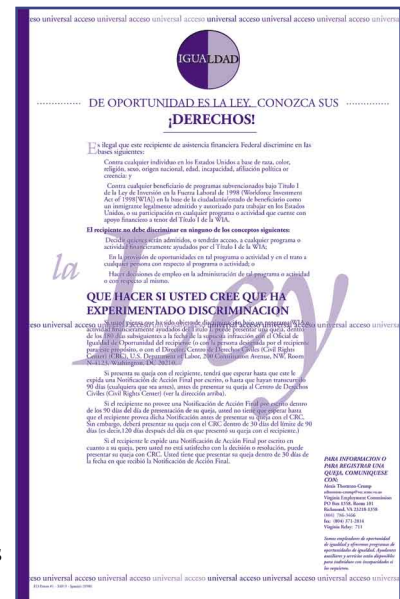 eso universal acceso universal acceso universal acceso universal acceso universal acceso universal acceso universa
IGUALDAD
DE OPORTUNIDAD ES LA LEY. CONOZCA SUS
¡DERECHOS!
Es ilegal que este recipiente de asistencia financiera Federal discrimine en las
bases siguientes:
Contra cualquier individuo en los Estados Unidos a base de raza, color,
religión, sexo, origen nacional, edad, incapacidad, afiliación política or
creencia: y
Contra cualquier beneficiario de programas subvencionados bajo Título I
de la Ley de Inversión en la Fuerza Laboral de 1998 (Workforce Investment
Act of 1998[WIA]) en la base de la ciudadanía/estado de beneficiario como
un inmigrante legalmente admitido y autorizado para trabajar en los Estados
Unidos, o su participación en cualquier programa o actividad que cuente con
apoyo financiero a tenor del Título I de la WIA.
El recipiente no debe discriminar en ninguno de los conceptos siguientes:
Decidir quien serán admitidos, o tendrán acceso, a cualquier programa o
actividad financieramente ayudados por el Título I de la WIA;
En la provisión de oportunidades en tal programa o actividad y en el trato a
cualquier persona con respecto al programa o actividad; o
Hacer decisiones de empleo en la administración de tal programa o actividad
o con respecto al mismo.
la Ley
QUE HACER SI USTED CREE QUE HA
EXPERIMENTADO DISCRIMINACION
Si usted piensa que ha sido objeto de discriminación bajo un programa WIA o
actividad financieramente ayudados del Título I, puede presentar una queja, dentro
de los 180 días subsiguientes a la fecha de la supuesta infracción con el Oficial de
Igualdad de Oportunidad del recipiente (o con la persona designada por el recipiente
para este propósito, o con el Director, Centro de Derechos Civiles (Civil Rights
Center) (CRC), U.S. Department of Labor, 200 Constitution Avenue, NW, Room
N-4123, Washington, DC 20210.
Si presenta su queja con el recipiente, tendrá que esperar hasta que este le
expida una Notificación de Acción Final por escrito, o hasta que hayan transcurrido
90 días (cualquiera que sea antes), antes de presentar su queja al Centro de Derechos
Civiles (Civil Rights Center) (ver la dirección arriba).
Si el recipiente no provee una Notificación de Acción Final por escrito dentro
de los 90 días del día de presentación de su queja, usted no tiene que esperar hasta
que el recipiente provea dicha Notificación antes de presentar su queja con el CRC.
Sin embargo, deberá presentar su queja con el CRC dentro de 30 días del límite de 90
días (es decir,120 días después del día en que presentó su queja con el recipiente.)
Si el recipiente le expide una Notificación de Acción Final por escrito en
cuanto a su queja, pero usted no está satisfecho con la decisión o resolución, puede
presentar su queja con CRC. Usted tiene que presentar su queja dentro de 30 días de
la fecha en que recibió la Notificación de Acción Final.
PARA INFORMACION O
PARA REGISTRAR UNA
QUEJA, COMUNIQUESE
CON:
Virginia Employment Commission
PO Box 1358, Room 101
Richmond, VA 23218-1358
Virginia Relay: 711
Somos empleadores de oportunidad
de igualdad y ofrecemos programas de
oportunidades de igualdad. Ayudantes
auxiliares y servicios están disponibles
para individuos con incapacidades si
los requieren.
eso universal acceso universal acceso universal acceso universal acceso universal acceso universal acceso universa